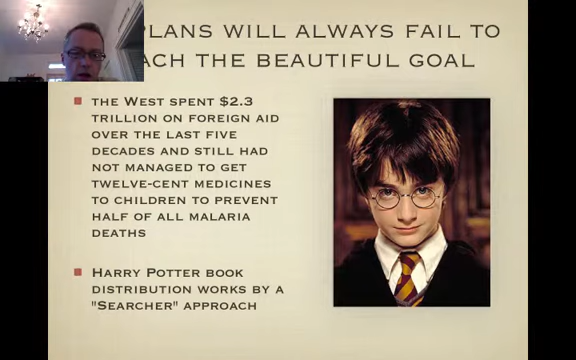 PLANS WILL ALWAYS FAIL TO
ACH THE BEAUTIFUL GOAL
THE WEST SPENT $2.3
TRILLION ON FOREIGN AID
OVER THE LAST FIVE
DECADES AND STILL HAD
NOT MANAGED TO GET
TWELVE-CENT MEDICINES
TO CHILDREN TO PREVENT
HALF OF ALL MALARIA
DEATHS
HARRY POTTER BOOK
DISTRIBUTION WORKS BY A
"SEARCHER" APPROACH